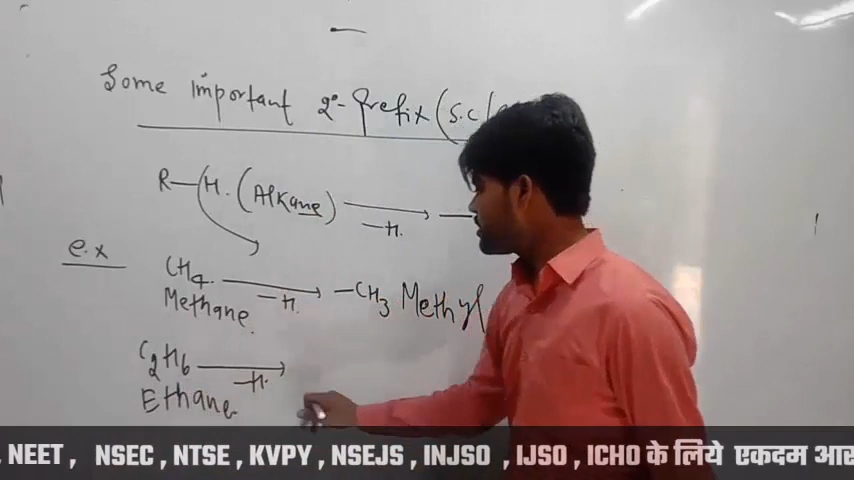 Some important 2°- Prefix (S.C/
R—H. (Alkane) —H.
e.x
CH4. —H. —CH3 Methyl
Methane.
C2H6 —H.
Ethane
, NEET , NSEC , NTSE , KVPY , NSEJS , INJSO , IJSO , ICHO के लिये एकदम आस